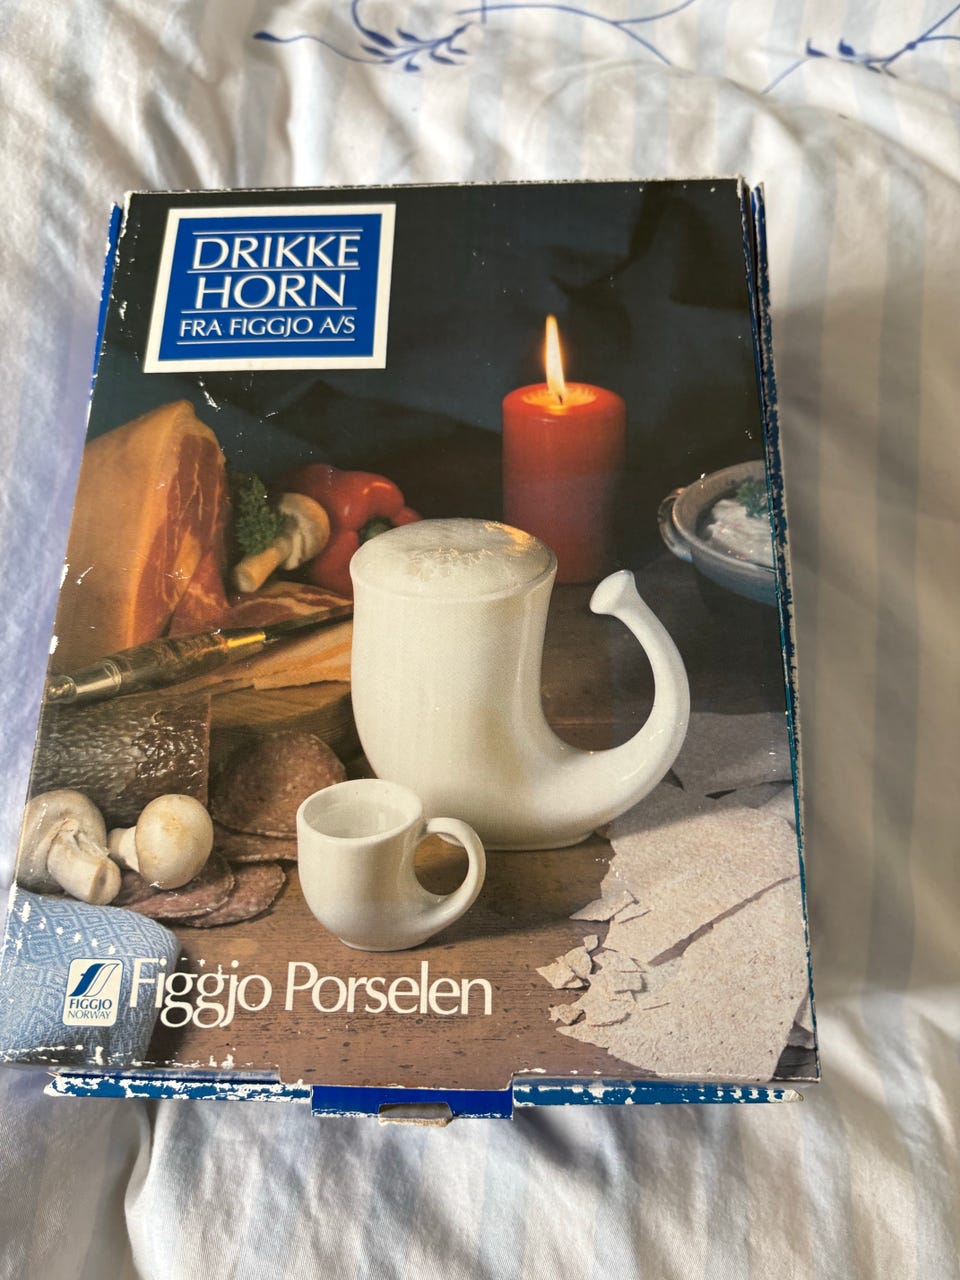 DRIKKE
HORN
FRA FIGGJO A/S
Figgjo Porselen
FIGGJO
NORWAY